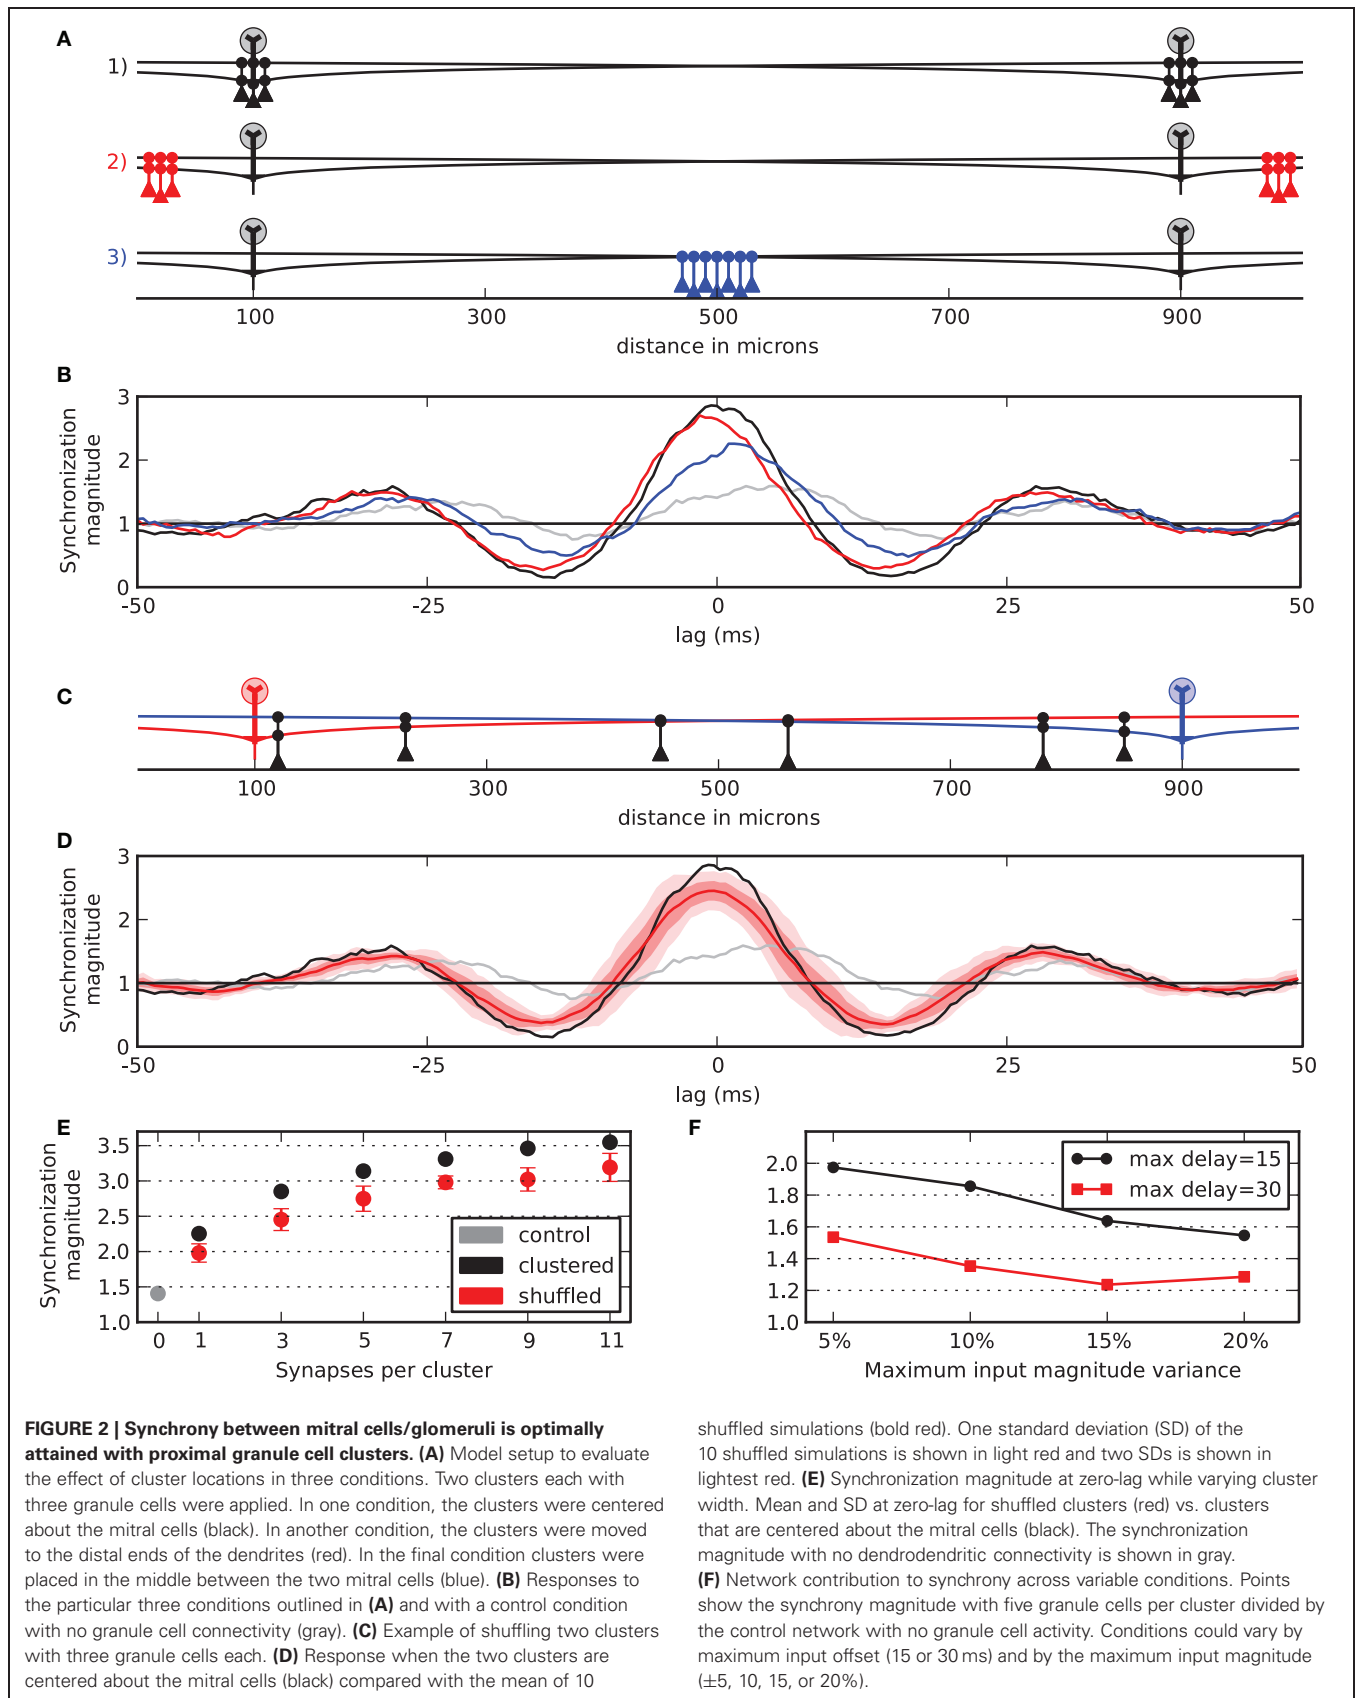 A
1)
2)
3)
100 300 500 700 900
distance in microns
B
Synchronization
magnitude
3
2
1
0
-50 -25 0 25 50
lag (ms)
C
100 300 500 700 900
distance in microns
D
Synchronization
magnitude
3
2
1
0
-50 -25 0 25 50
lag (ms)
E
Synchronization
magnitude
3.5
3.0
2.5
2.0
1.5
1.0
control
clustered
shuffled
0 1 3 5 7 9 11
Synapses per cluster
F
2.0
1.8
1.6
1.4
1.2
1.0
max delay=15
max delay=30
5% 10% 15% 20%
Maximum input magnitude variance
FIGURE 2 | Synchrony between mitral cells/glomeruli is optimally
attained with proximal granule cell clusters. (A) Model setup to evaluate
the effect of cluster locations in three conditions. Two clusters each with
three granule cells were applied. In one condition, the clusters were centered
about the mitral cells (black). In another condition, the clusters were moved
to the distal ends of the dendrites (red). In the final condition clusters were
placed in the middle between the two mitral cells (blue). (B) Responses to
the particular three conditions outlined in (A) and with a control condition
with no granule cell connectivity (gray). (C) Example of shuffling two clusters
with three granule cells each. (D) Response when the two clusters are
centered about the mitral cells (black) compared with the mean of 10
shuffled simulations (bold red). One standard deviation (SD) of the
10 shuffled simulations is shown in light red and two SDs is shown in
lightest red. (E) Synchronization magnitude at zero-lag while varying cluster
width. Mean and SD at zero-lag for shuffled clusters (red) vs. clusters
that are centered about the mitral cells (black). The synchronization
magnitude with no dendrodendritic connectivity is shown in gray.
(F) Network contribution to synchrony across variable conditions. Points
show the synchrony magnitude with five granule cells per cluster divided by
the control network with no granule cell activity. Conditions could vary by
maximum input offset (15 or 30 ms) and by the maximum input magnitude
(±5, 10, 15, or 20%).